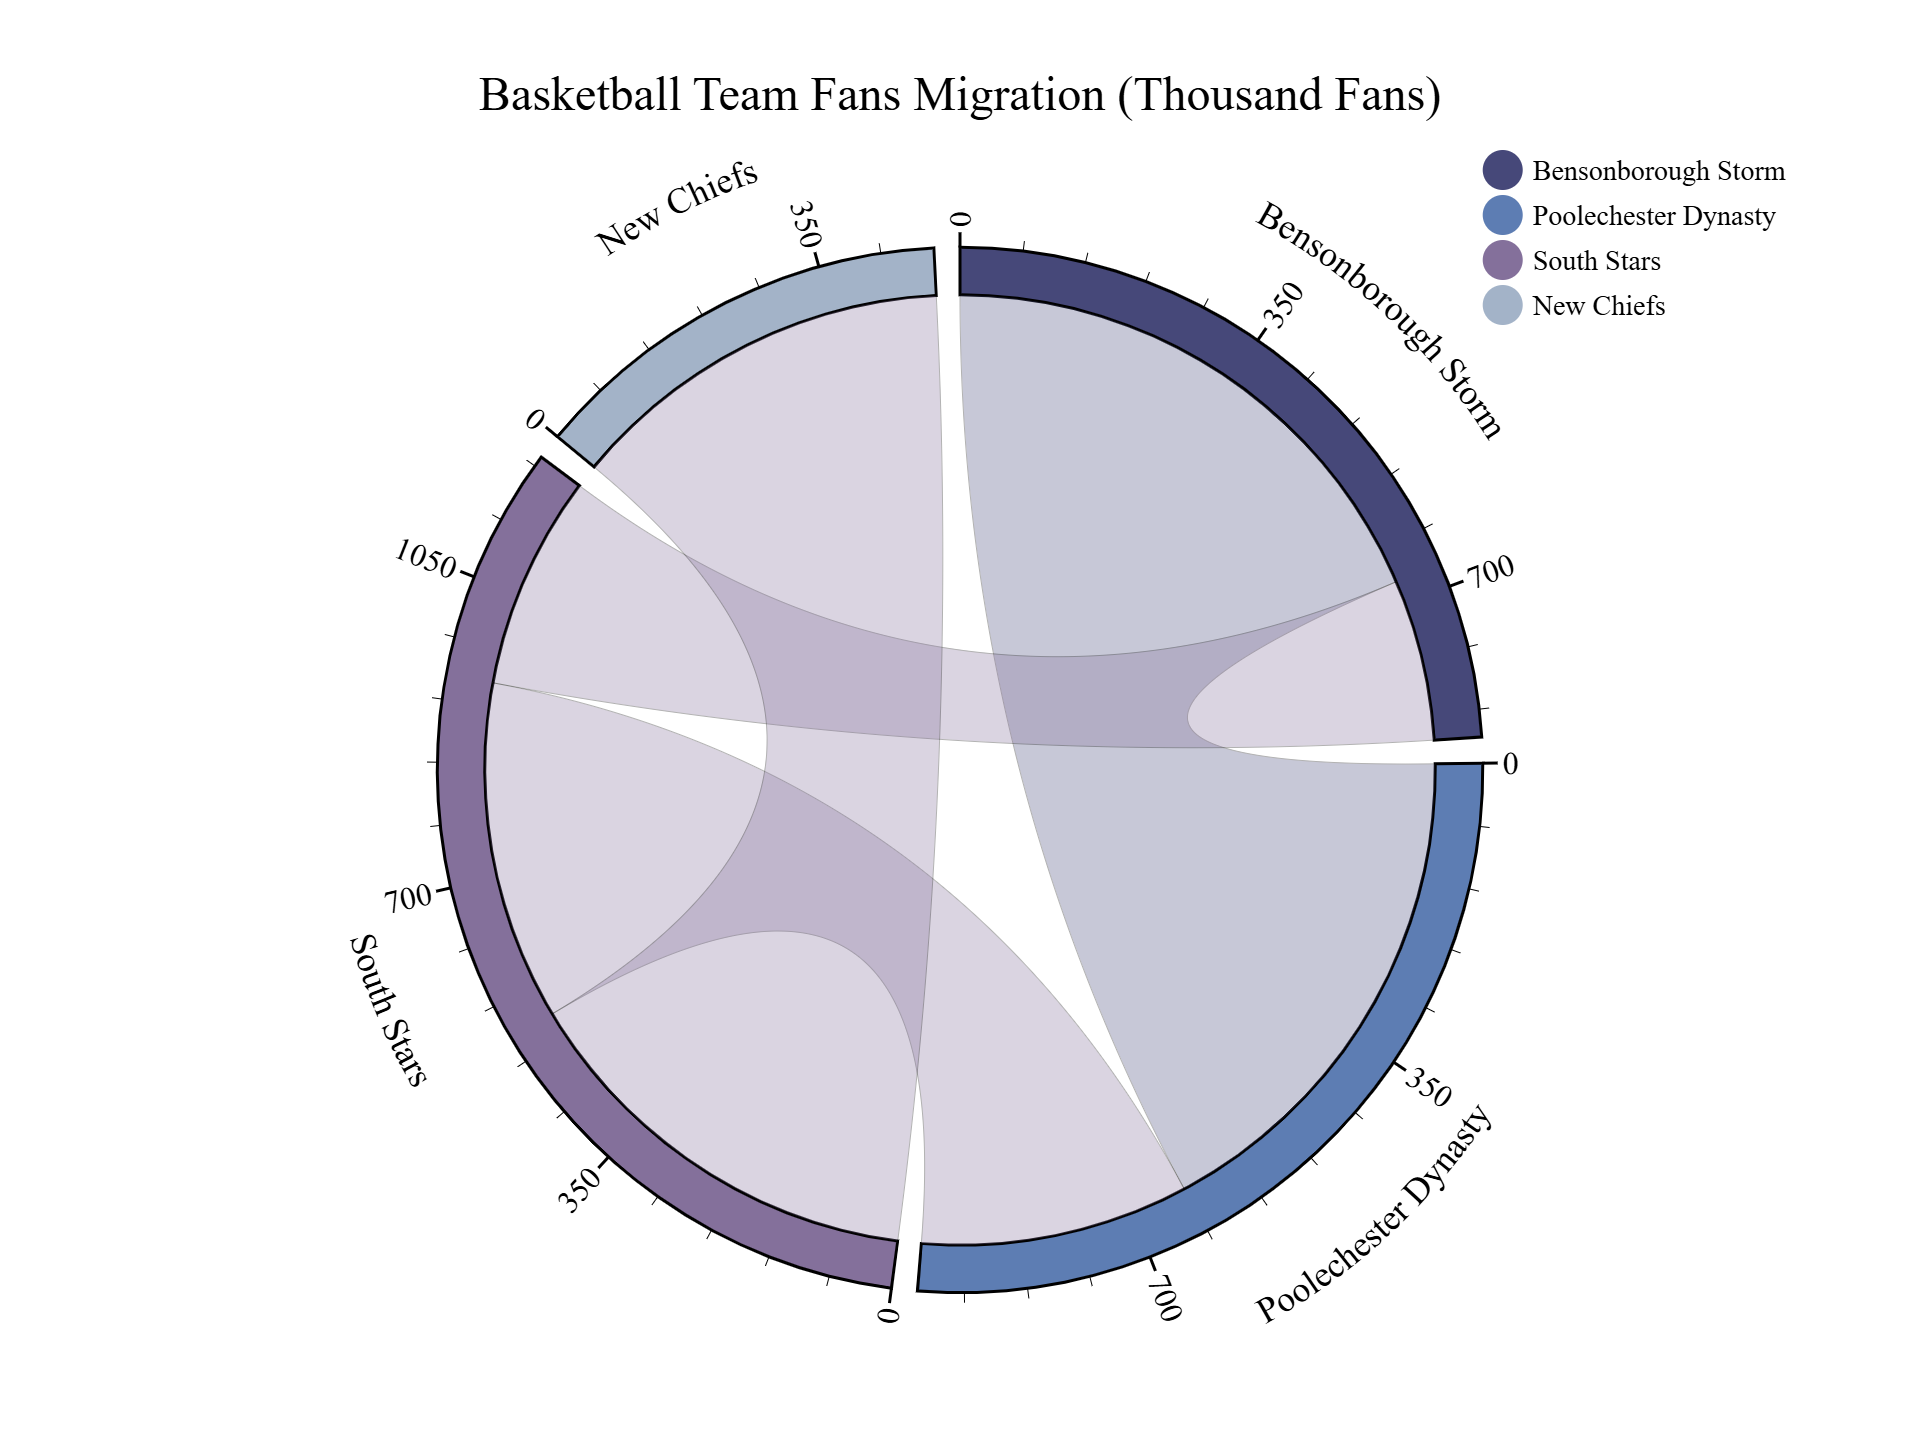 Basketball Team Fans Migration (Thousand Fans)
Bensonborough Storm
Poolechester Dynasty
South Stars
New Chiefs
New Chiefs
350
0
Bensonborough Storm
350
0
1050
700
0
700
South Stars
350
Poolechester Dynasty
350
700
0